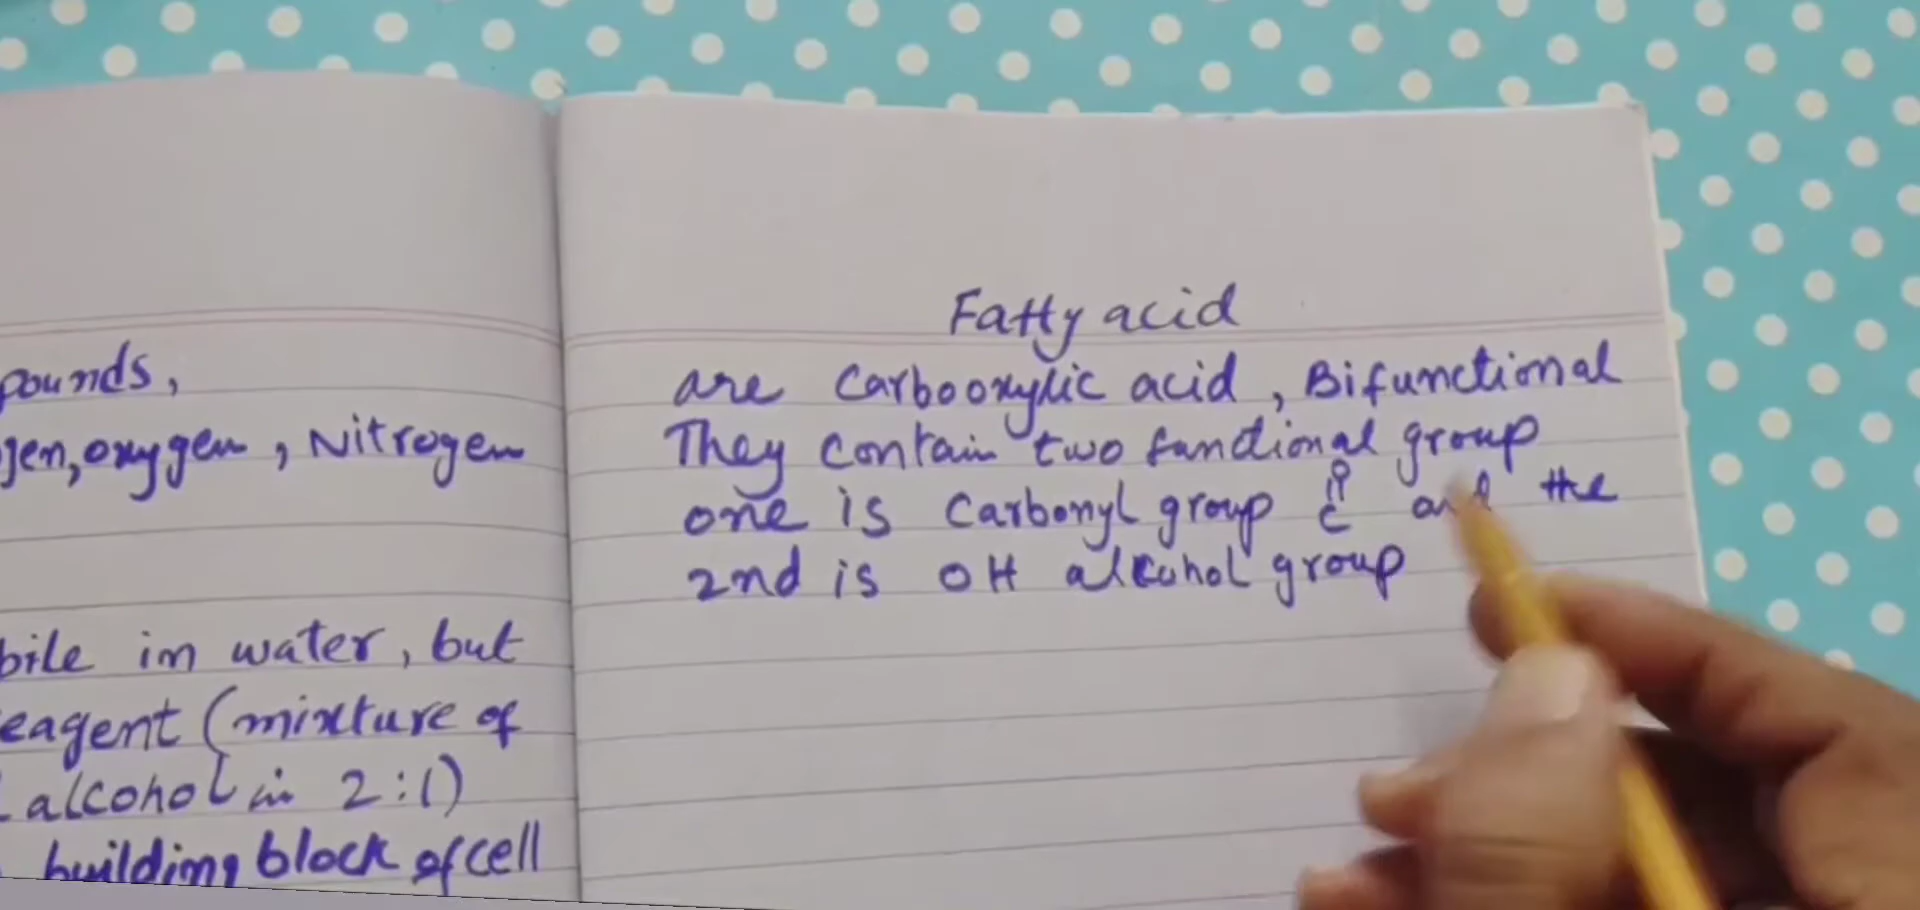 pounds,
gen, oxygen, Nitrogen
bile in water, but
eagent (mixture of
alcohol in 2:1)
building block of cell
Fatty acid
are Carbooxylic acid, Bifunctional
They contain two functional group
one is Carbonyl group O
C and the
2nd is OH alcohol group